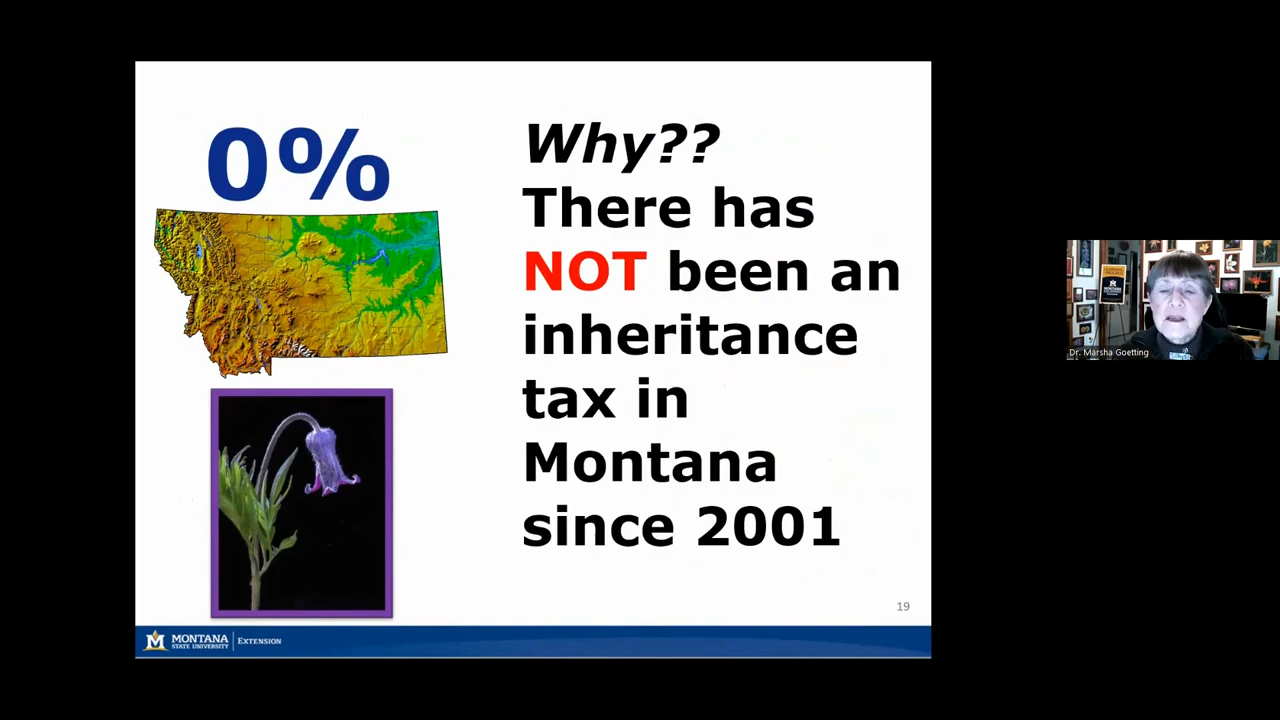 0%
Why??
There has
NOT been an
inheritance
tax in
Montana
since 2001
19
M MONTANA
STATE UNIVERSITY
EXTENSION
Dr. Marsha Goetting